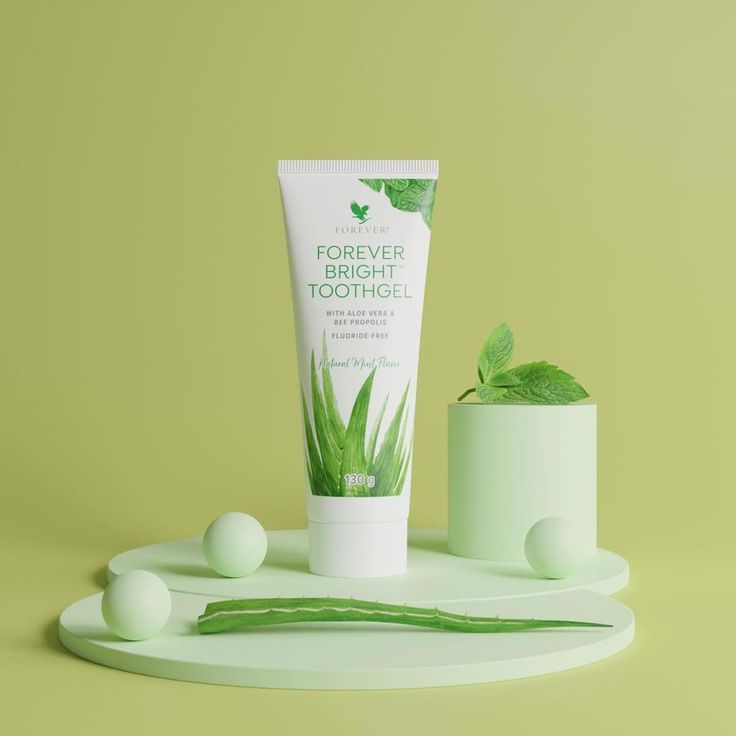 FOREVER®
FOREVER
BRIGHT™
TOOTHGEL
WITH ALOE VERA &
BEE PROPOLIS
FLUORIDE-FREE
Natural Mint Flavor
130 g